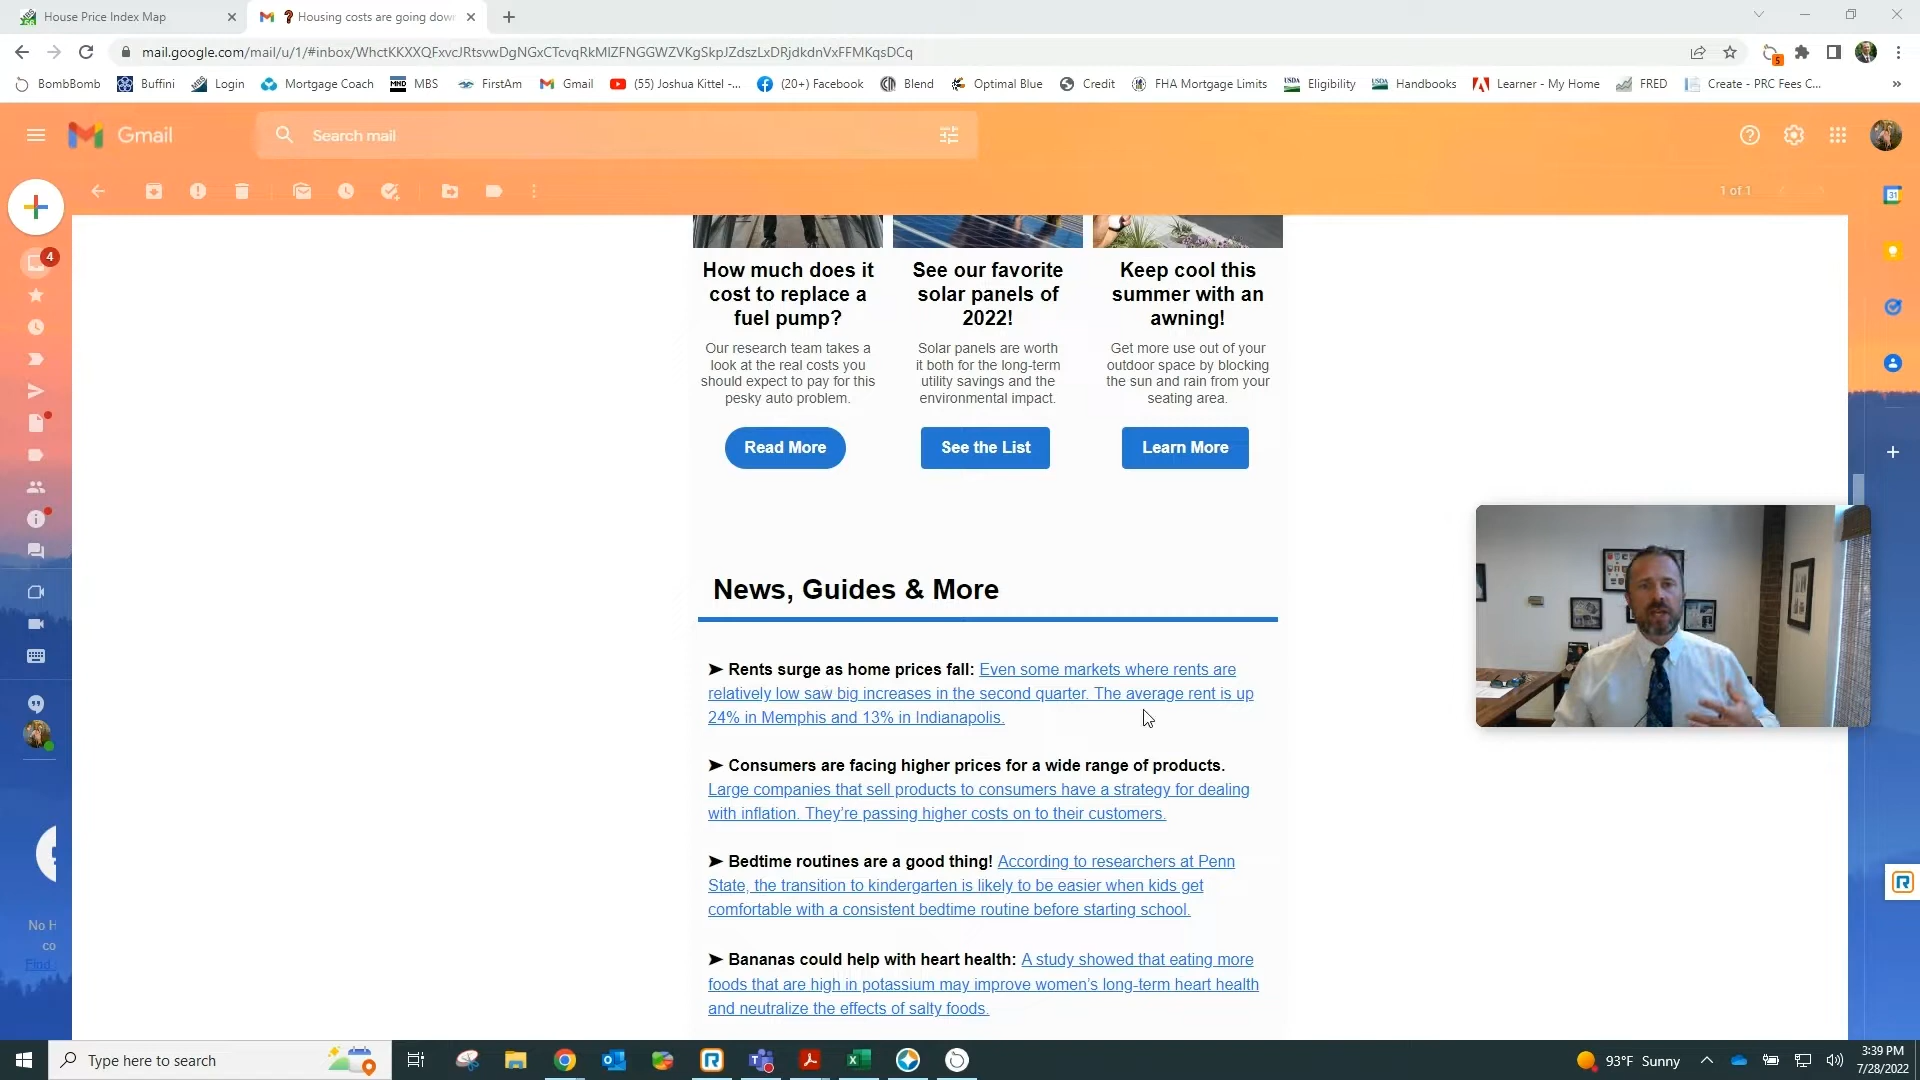 House Price Index Map
Housing costs are going down
mail.google.com/mail/u/1/#inbox/WhctKKXXQFxvcJRtsvwDgNGxCTcvqRkMlZFNGGWZVKgSkpJZdszLxDRjdkdnVxFFMKqsDCq
5
BombBomb
Buffini
Login
Mortgage Coach
MND
MBS
FirstAm
Gmail
(55) Joshua Kittel -...
(20+) Facebook
Blend
Optimal Blue
Credit
FHA Mortgage Limits
USDA
Eligibility
USDA
Handbooks
Learner - My Home
FRED
Create - PRC Fees C...
»
Gmail
Search mail
1 of 1
31
4
How much does it
cost to replace a
fuel pump?
Our research team takes a
look at the real costs you
should expect to pay for this
pesky auto problem.
Read More
See our favorite
solar panels of
2022!
Solar panels are worth
it both for the long-term
utility savings and the
environmental impact.
See the List
Keep cool this
summer with an
awning!
Get more use out of your
outdoor space by blocking
the sun and rain from your
seating area.
Learn More
News, Guides & More
➤ Rents surge as home prices fall: Even some markets where rents are
relatively low saw big increases in the second quarter. The average rent is up
24% in Memphis and 13% in Indianapolis.
➤ Consumers are facing higher prices for a wide range of products.
Large companies that sell products to consumers have a strategy for dealing
with inflation. They’re passing higher costs on to their customers.
➤ Bedtime routines are a good thing! According to researchers at Penn
State, the transition to kindergarten is likely to be easier when kids get
comfortable with a consistent bedtime routine before starting school.
➤ Bananas could help with heart health: A study showed that eating more
foods that are high in potassium may improve women’s long-term heart health
and neutralize the effects of salty foods.
No H
co
Find
Type here to search
93°F Sunny
3:39 PM
7/28/2022